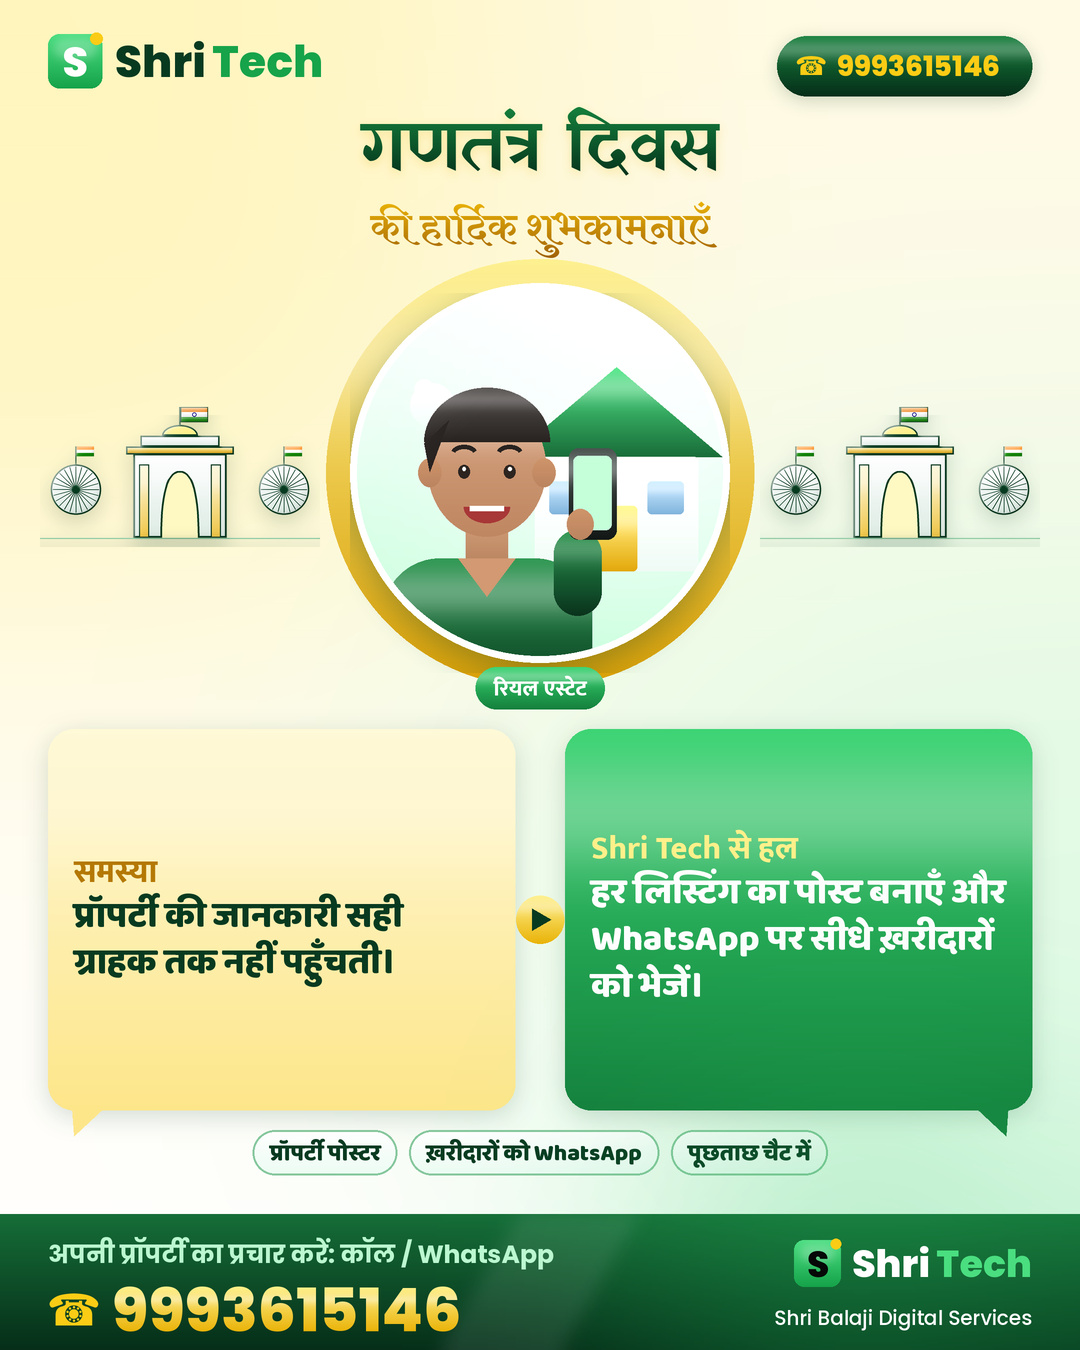 S Shri Tech
☎ 9993615146
गणतंत्र दिवस
की हार्दिक शुभकामनाएँ
रियल एस्टेट
समस्या
प्रॉपर्टी की जानकारी सही
ग्राहक तक नहीं पहुँचती।
Shri Tech से हल
हर लिस्टिंग का पोस्ट बनाएँ और
WhatsApp पर सीधे ख़रीदारों
को भेजें।
प्रॉपर्टी पोस्टर
ख़रीदारों को WhatsApp
पूछताछ चैट में
अपनी प्रॉपर्टी का प्रचार करें: कॉल / WhatsApp
☎ 9993615146
S Shri Tech
Shri Balaji Digital Services